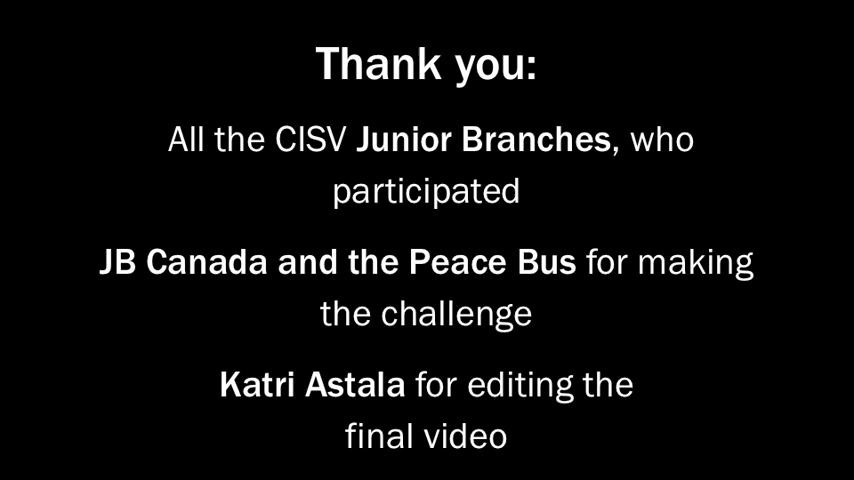 Thank you:
All the CISV Junior Branches, who
participated
JB Canada and the Peace Bus for making
the challenge
Katri Astala for editing the
final video